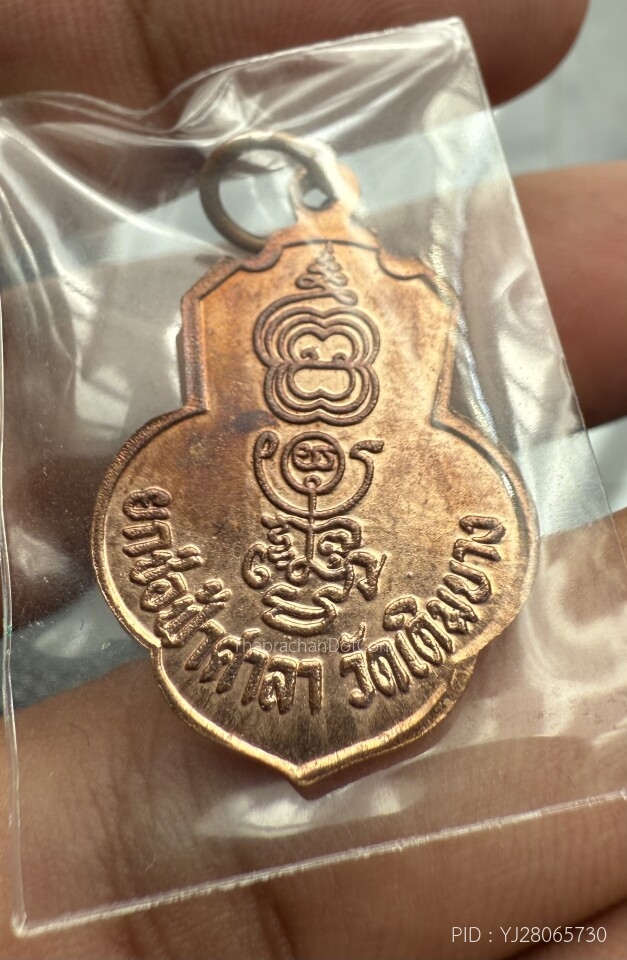 ยกช่อฟ้าศาลา วัดเดิมบาง
ThaprachanDotCom
PID : YJ28065730